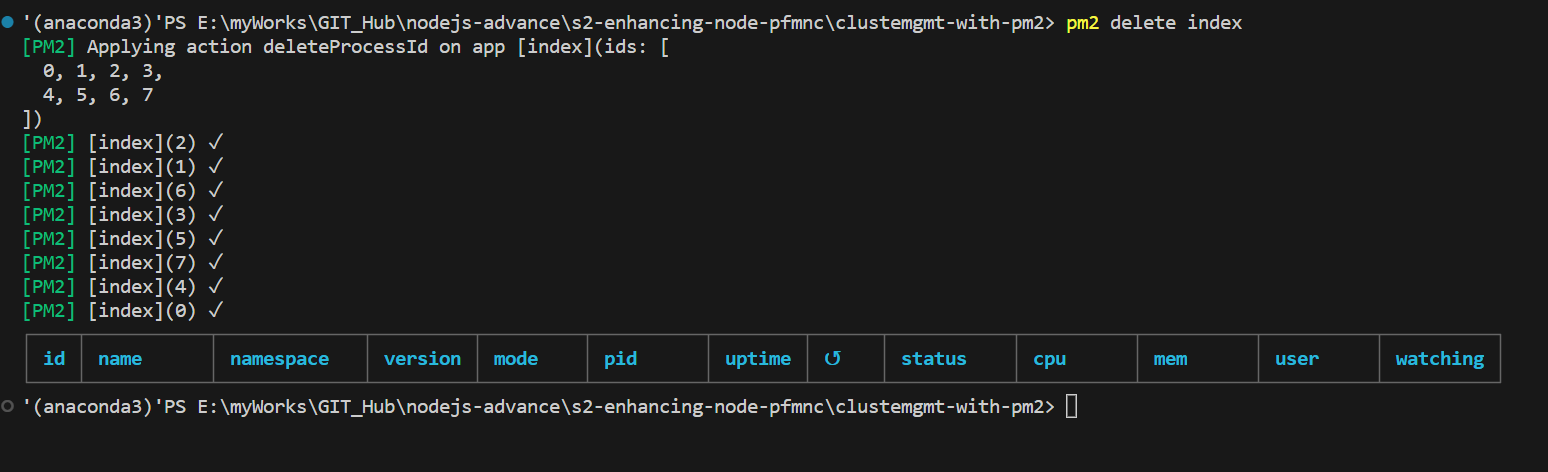 '(anaconda3)'PS E:\myWorks\GIT_Hub\nodejs-advance\s2-enhancing-node-pfmnc\clustemgmt-with-pm2> pm2 delete index
[PM2] Applying action deleteProcessId on app [index](ids: [
  0, 1, 2, 3,
  4, 5, 6, 7
])
[PM2] [index](2) ✓
[PM2] [index](1) ✓
[PM2] [index](6) ✓
[PM2] [index](3) ✓
[PM2] [index](5) ✓
[PM2] [index](7) ✓
[PM2] [index](4) ✓
[PM2] [index](0) ✓
id name namespace version mode pid uptime ↺ status cpu mem user watching
'(anaconda3)'PS E:\myWorks\GIT_Hub\nodejs-advance\s2-enhancing-node-pfmnc\clustemgmt-with-pm2>